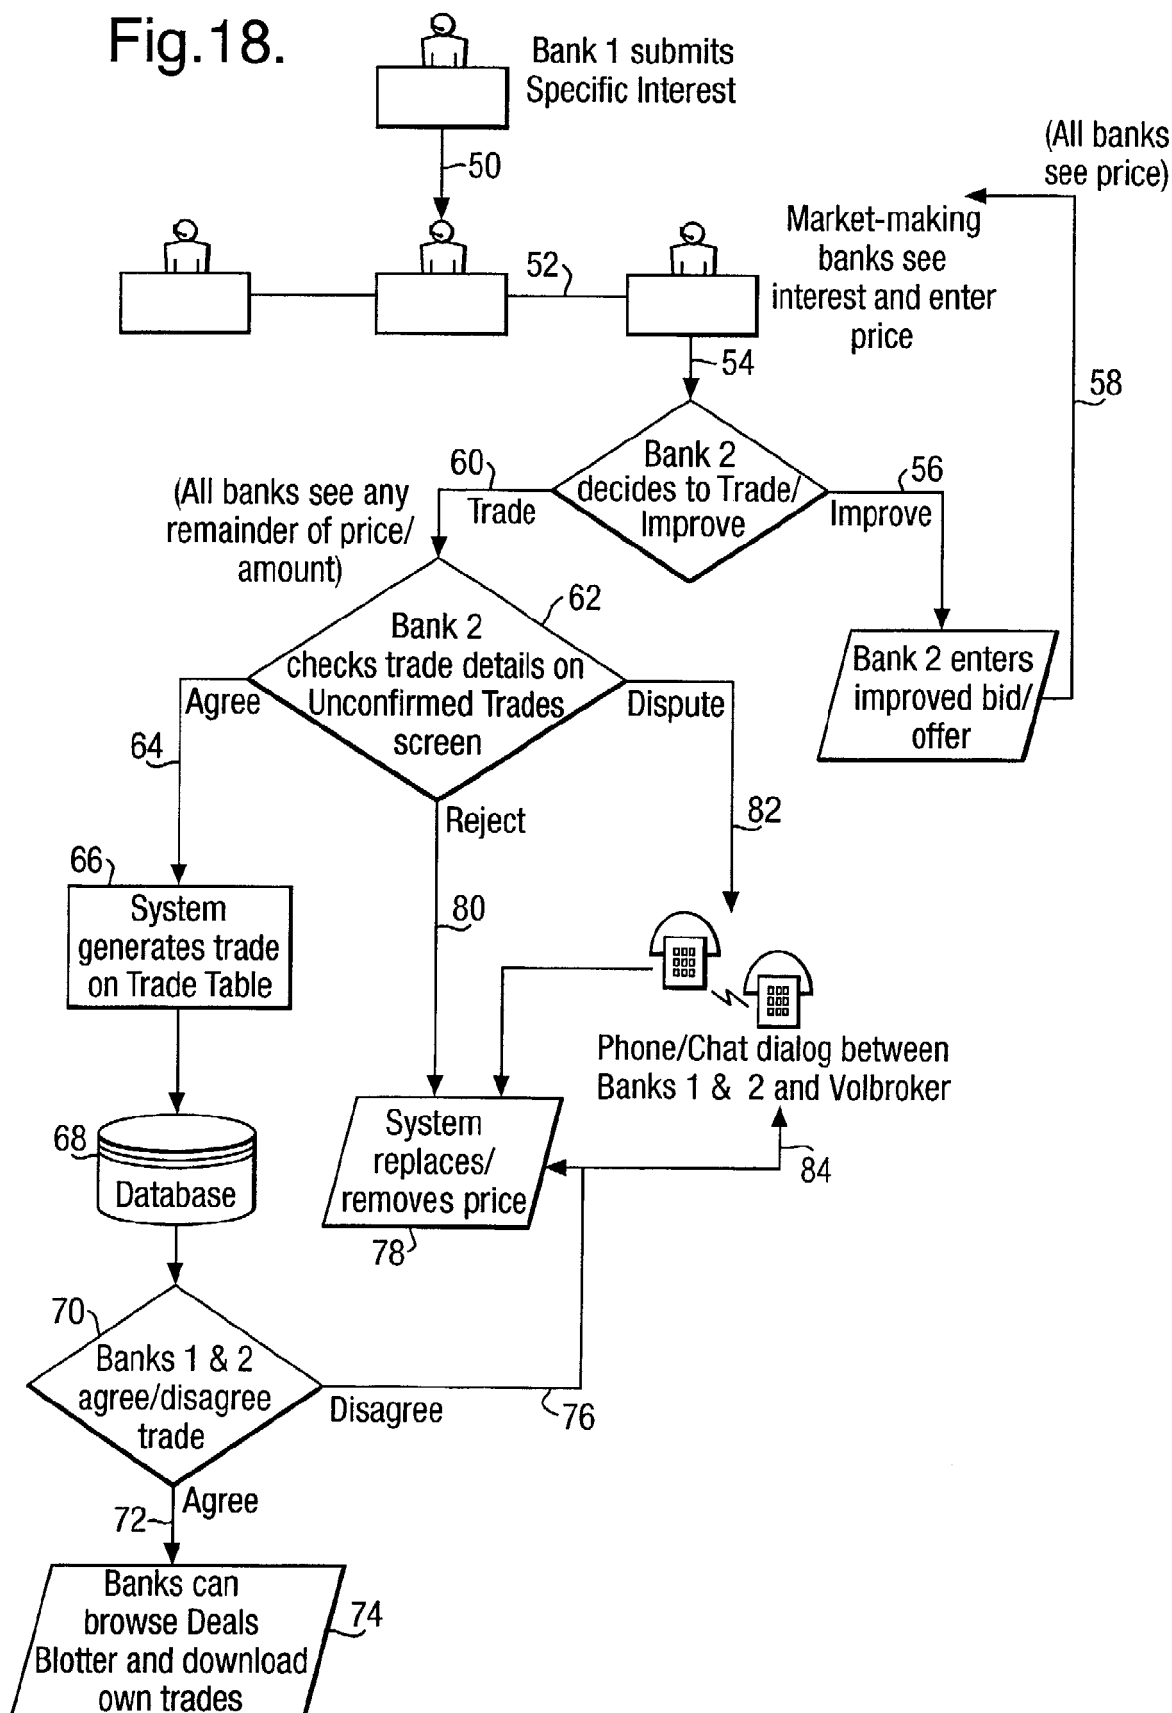 Fig.18.
Bank 1 submits
Specific Interest
50
(All banks
see price)
Market-making
banks see
interest and enter
price
52
54
58
Bank 2
decides to Trade/
Improve
60
Trade
56
Improve
(All banks see any
remainder of price/
amount)
62
Bank 2
checks trade details on
Unconfirmed Trades
screen
Agree
Dispute
Bank 2 enters
improved bid/
offer
64
Reject
82
66
System
generates trade
on Trade Table
80
Phone/Chat dialog between
Banks 1 & 2 and Volbroker
68
Database
System
replaces/
removes price
78
84
70
Banks 1 & 2
agree/disagree
trade
Disagree
76
Agree
72
Banks can
browse Deals
Blotter and download
own trades
74